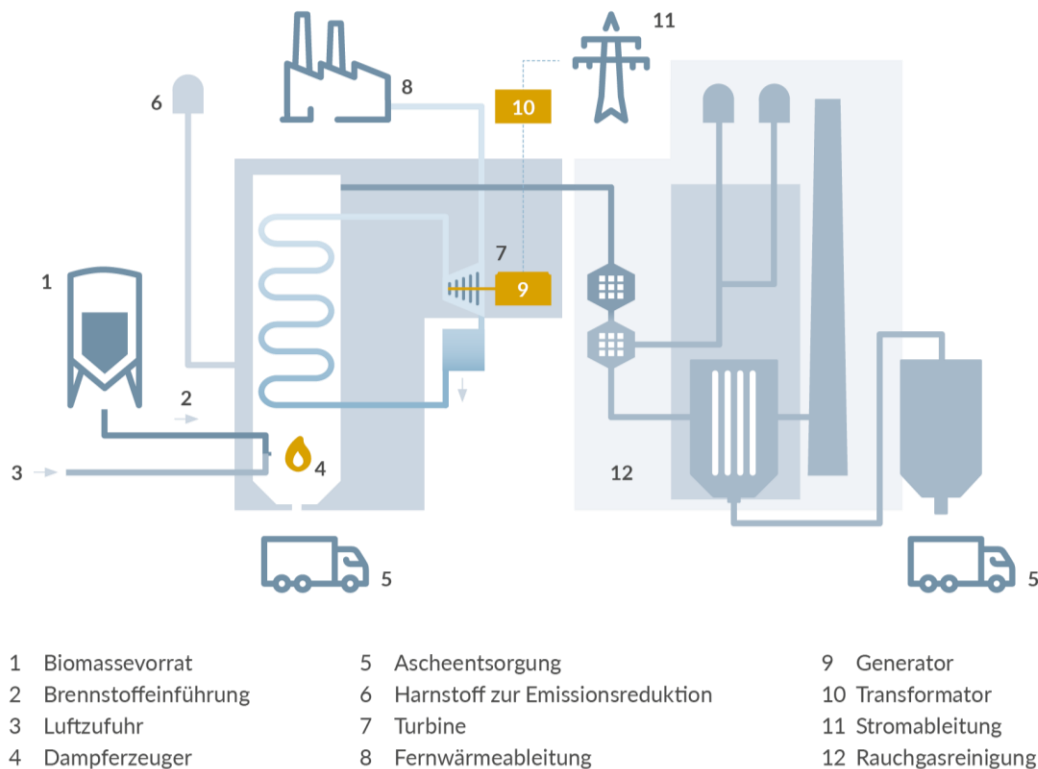 11
8
10
6
7
1
9
2
3
4
12
5
5
1 Biomassevorrat
2 Brennstoffeinführung
3 Luftzufuhr
4 Dampferzeuger
5 Ascheentsorgung
6 Harnstoff zur Emissionsreduktion
7 Turbine
8 Fernwärmeableitung
9 Generator
10 Transformator
11 Stromableitung
12 Rauchgasreinigung